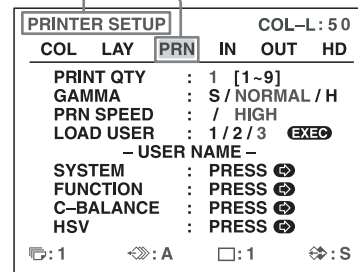 PRINTER SETUP COL–L:50
COL LAY PRN IN OUT HD
PRINT QTY : 1 [1~9]
GAMMA : S / NORMAL / H
PRN SPEED : / HIGH
LOAD USER : 1 / 2 / 3 EXEC
– USER NAME –
SYSTEM : PRESS
FUNCTION : PRESS
C–BALANCE : PRESS
HSV : PRESS
:1 :A :1 :S